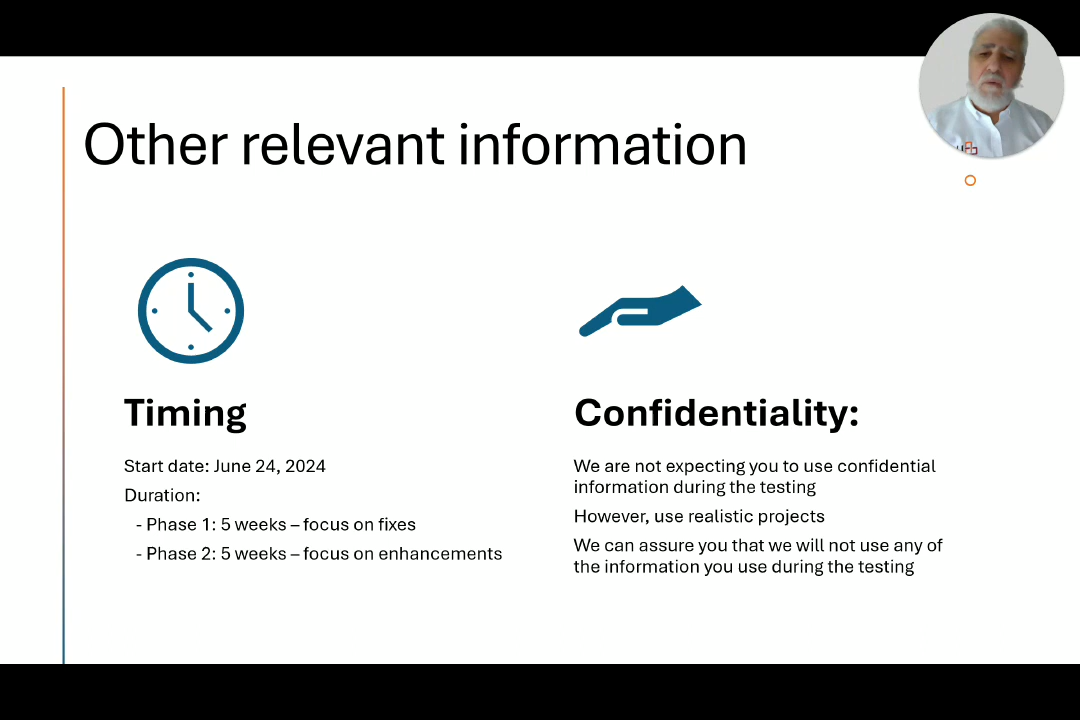 Other relevant information
Timing
Start date: June 24, 2024
Duration:
- Phase 1: 5 weeks – focus on fixes
- Phase 2: 5 weeks – focus on enhancements
Confidentiality:
We are not expecting you to use confidential
information during the testing
However, use realistic projects
We can assure you that we will not use any of
the information you use during the testing